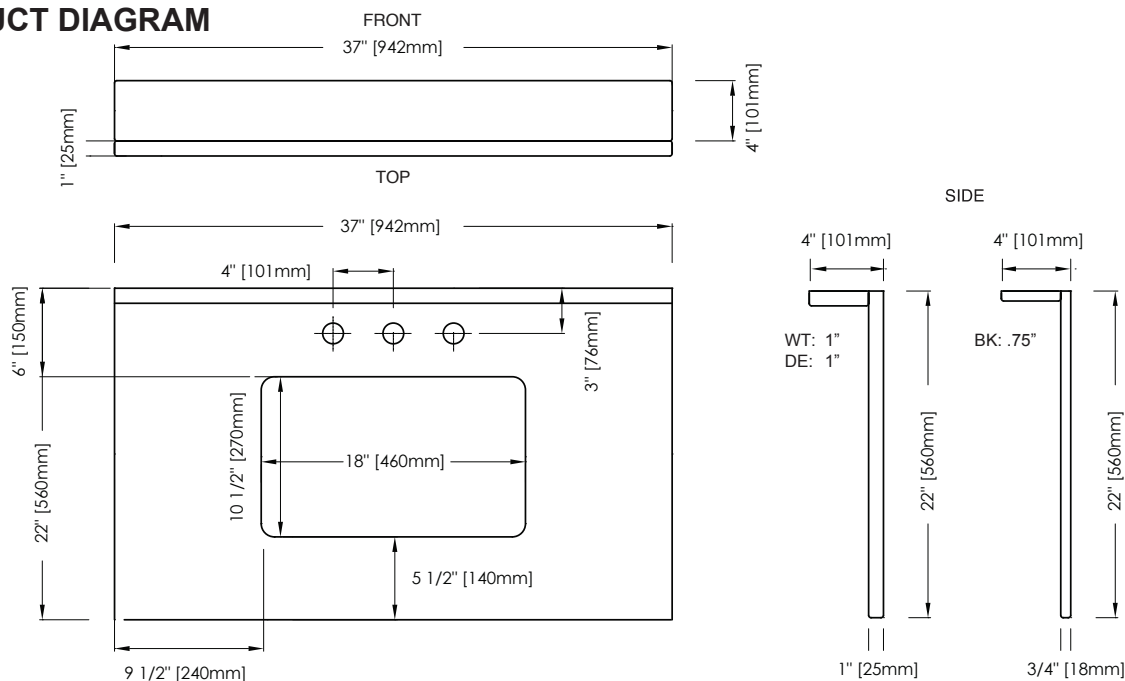 UCT DIAGRAM
FRONT
37" [942mm]
1" [25mm]
4" [101mm]
TOP
37" [942mm]
4" [101mm]
6" [150mm]
3" [76mm]
22" [560mm]
10 1/2" [270mm]
18" [460mm]
5 1/2" [140mm]
9 1/2" [240mm]
SIDE
4" [101mm]
4" [101mm]
WT: 1”
DE: 1”
BK: .75”
22" [560mm]
22" [560mm]
1" [25mm]
3/4" [18mm]